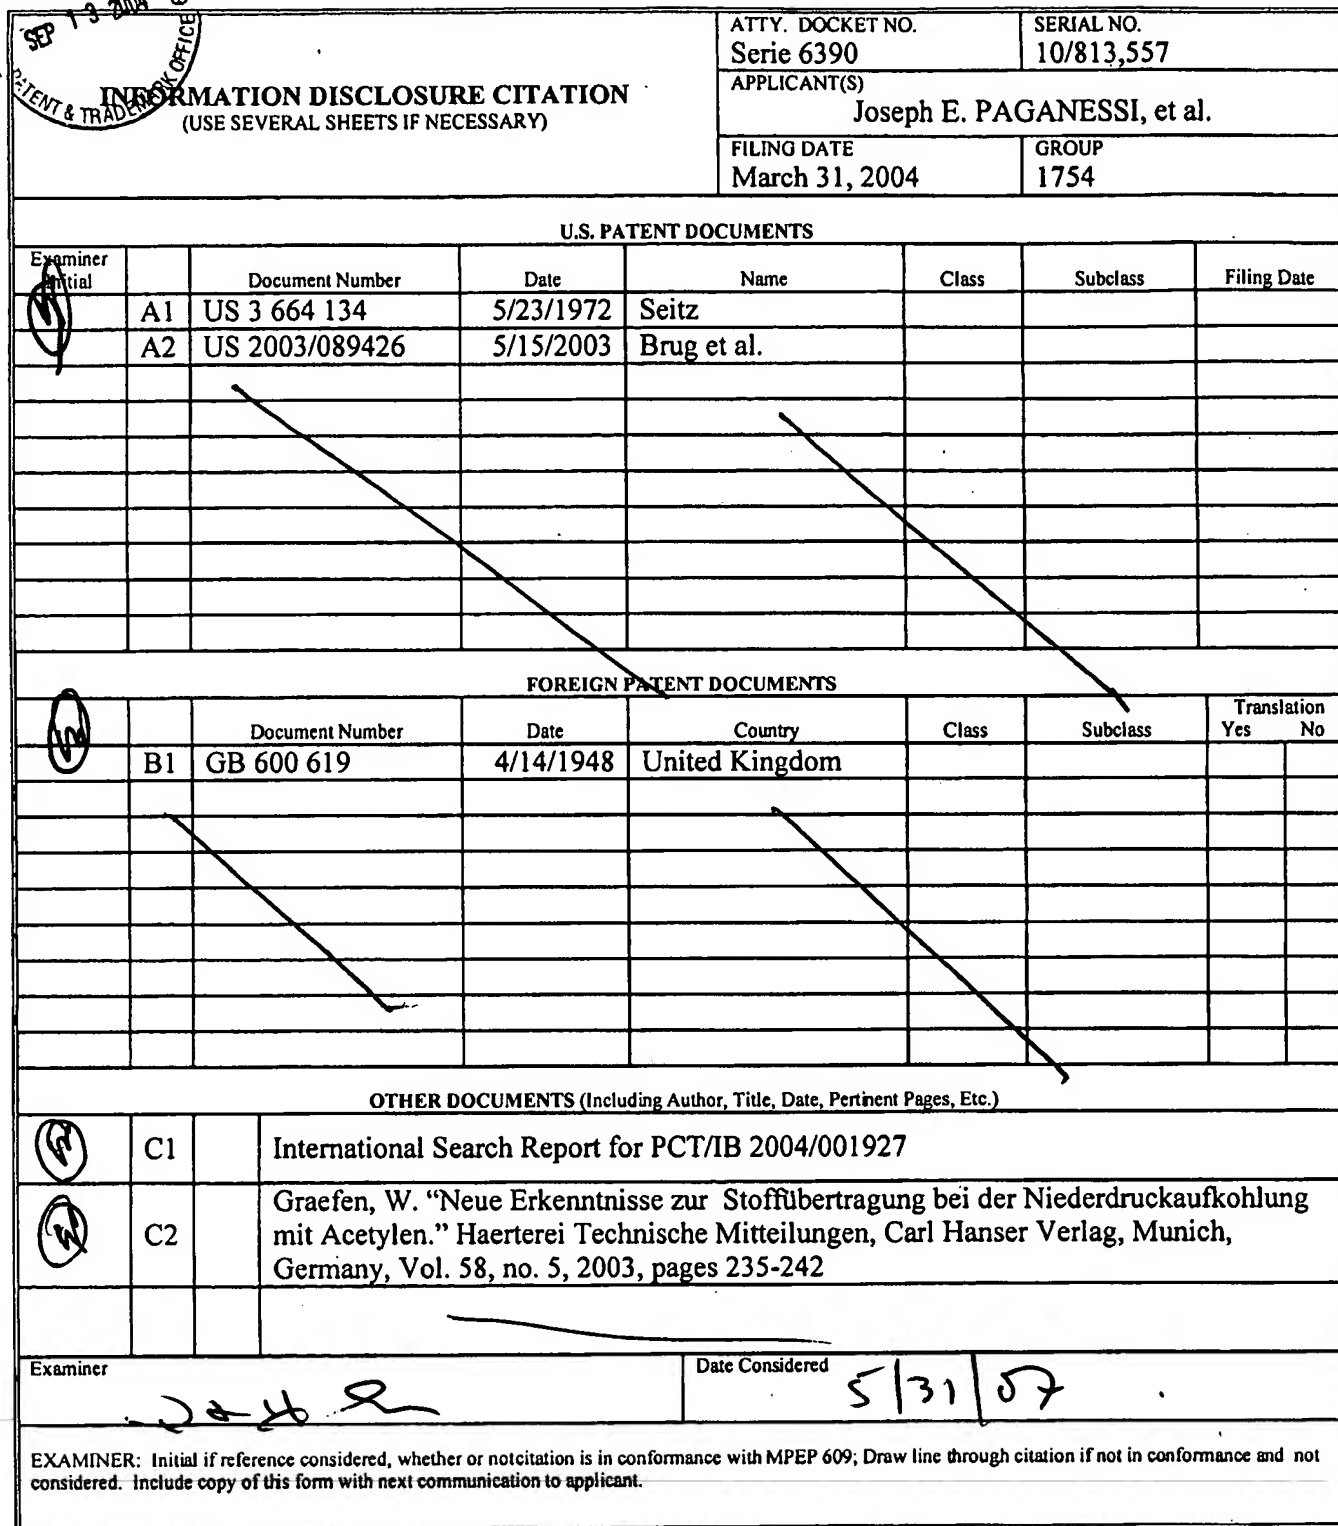 SEP 13 2004
PATENT & TRADEMARK OFFICE
INFORMATION DISCLOSURE CITATION
(USE SEVERAL SHEETS IF NECESSARY)
ATTY. DOCKET NO.
Serie 6390
SERIAL NO.
10/813,557
APPLICANT(S)
Joseph E. PAGANESSI, et al.
FILING DATE
March 31, 2004
GROUP
1754
U.S. PATENT DOCUMENTS
Examiner Initial Document Number Date Name Class Subclass Filing Date
A1 US 3 664 134 5/23/1972 Seitz
A2 US 2003/089426 5/15/2003 Brug et al.
FOREIGN PATENT DOCUMENTS
Document Number Date Country Class Subclass Translation Yes No
B1 GB 600 619 4/14/1948 United Kingdom
OTHER DOCUMENTS (Including Author, Title, Date, Pertinent Pages, Etc.)
C1 International Search Report for PCT/IB 2004/001927
C2 Graefen, W. “Neue Erkenntnisse zur Stoffübertragung bei der Niederdruckaufkohlung
mit Acetylen.” Haerterei Technische Mitteilungen, Carl Hanser Verlag, Munich,
Germany, Vol. 58, no. 5, 2003, pages 235-242
Examiner
Date Considered 5/31/07
EXAMINER: Initial if reference considered, whether or notcitation is in conformance with MPEP 609; Draw line through citation if not in conformance and not
considered. Include copy of this form with next communication to applicant.